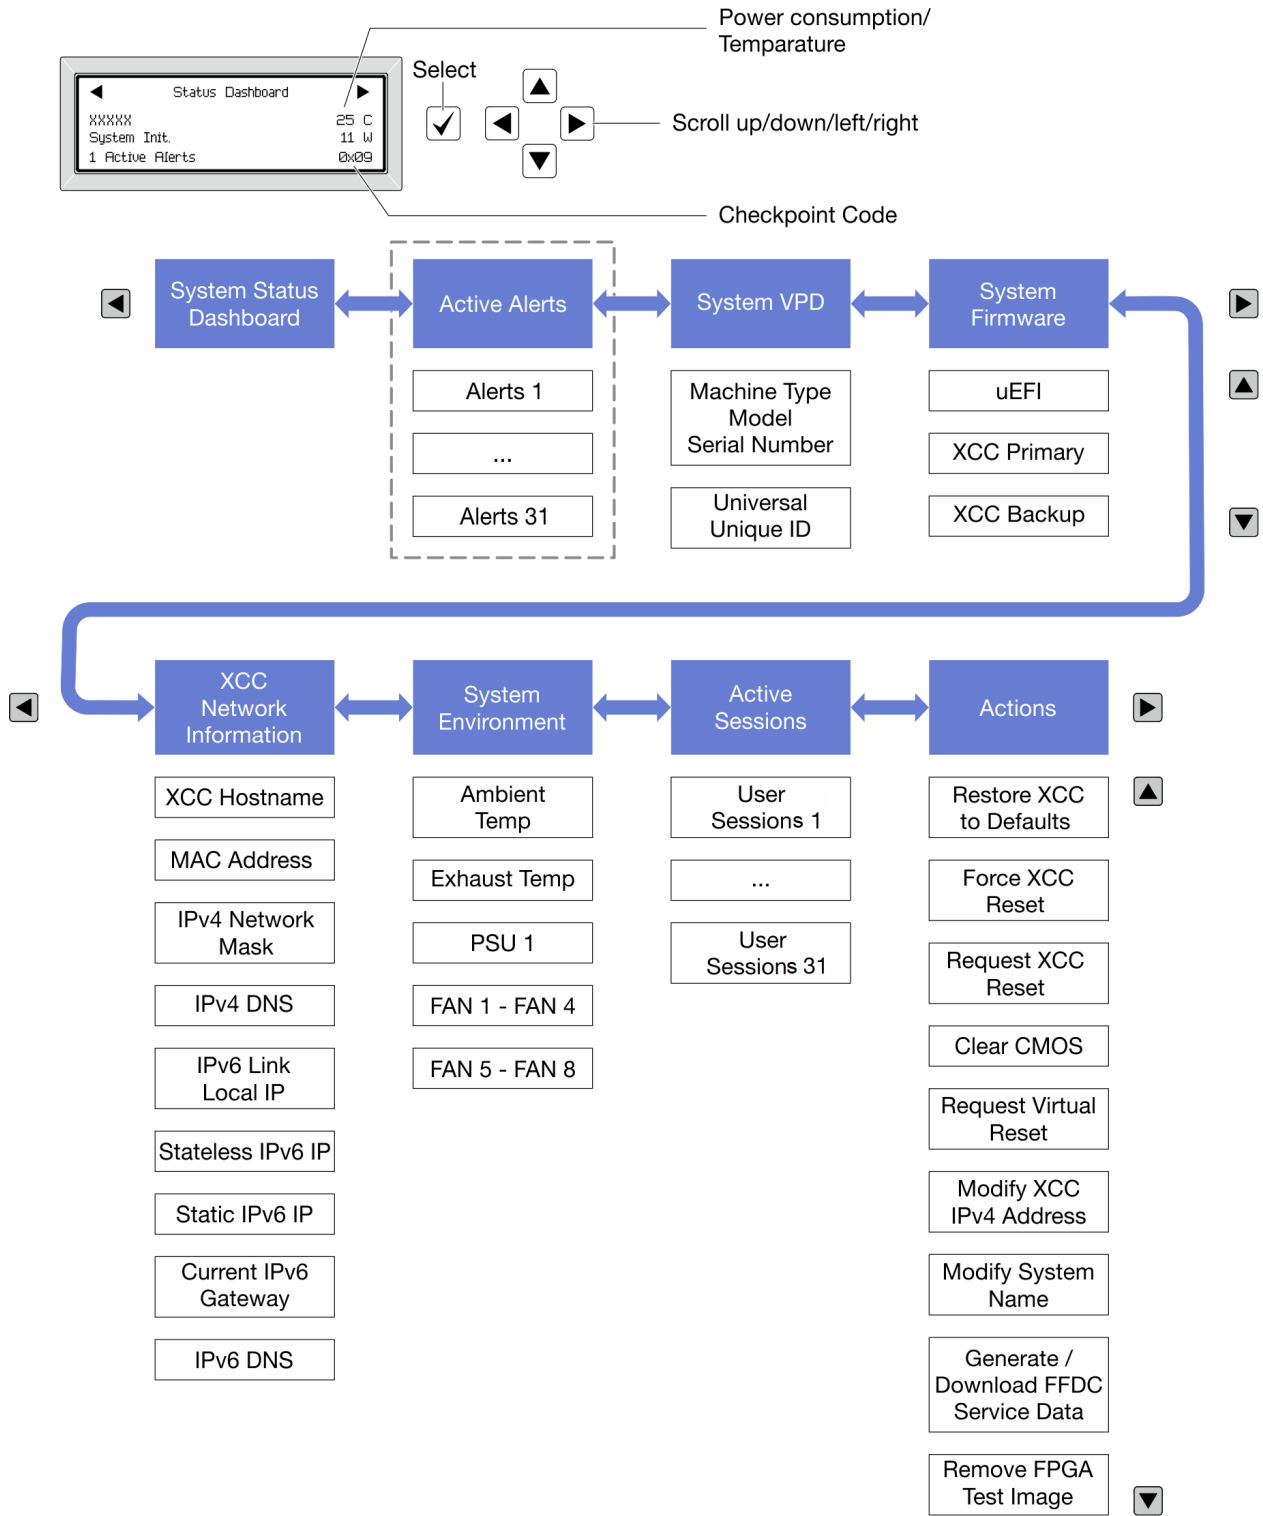 Power consumption/
Temparature
Select
Status Dashboard
XXXXX 25 C
System Init. 11 W
1 Active Alerts 0x09
Scroll up/down/left/right
Checkpoint Code
System Status
Dashboard
Active Alerts
System VPD
System
Firmware
Alerts 1
...
Alerts 31
Machine Type
Model
Serial Number
Universal
Unique ID
uEFI
XCC Primary
XCC Backup
XCC
Network
Information
System
Environment
Active
Sessions
Actions
XCC Hostname
MAC Address
IPv4 Network
Mask
IPv4 DNS
IPv6 Link
Local IP
Stateless IPv6 IP
Static IPv6 IP
Current IPv6
Gateway
IPv6 DNS
Ambient
Temp
Exhaust Temp
PSU 1
FAN 1 - FAN 4
FAN 5 - FAN 8
User
Sessions 1
...
User
Sessions 31
Restore XCC
to Defaults
Force XCC
Reset
Request XCC
Reset
Clear CMOS
Request Virtual
Reset
Modify XCC
IPv4 Address
Modify System
Name
Generate /
Download FFDC
Service Data
Remove FPGA
Test Image